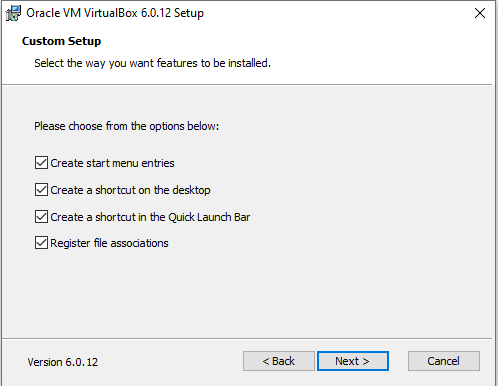 Oracle VM VirtualBox 6.0.12 Setup
Custom Setup
Select the way you want features to be installed.
Please choose from the options below:
Create start menu entries
Create a shortcut on the desktop
Create a shortcut in the Quick Launch Bar
Register file associations
Version 6.0.12
< Back
Next >
Cancel